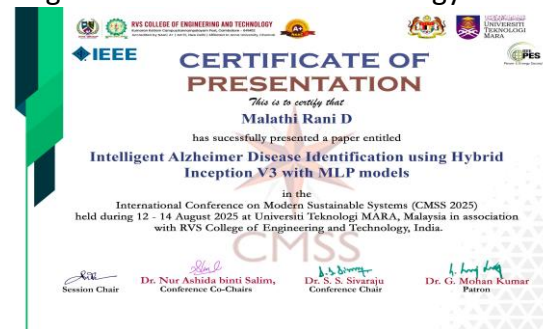 RVS COLLEGE OF ENGINEERING AND TECHNOLOGY
IEEE
UNIVERSITI
TEKNOLOGI
MARA
PES
CERTIFICATE OF
PRESENTATION
This is to certify that
Malathi Rani D
has sucessfully presented a paper entitled
Intelligent Alzheimer Disease Identification using Hybrid
Inception V3 with MLP models
in the
International Conference on Modern Sustainable Systems (CMSS 2025)
held during 12 - 14 August 2025 at Universiti Teknologi MARA, Malaysia in association
with RVS College of Engineering and Technology, India.
CMSS
Session Chair
Dr. Nur Ashida binti Salim,
Conference Co-Chairs
Dr. S. S. Sivaraju
Conference Chair
Dr. G. Mohan Kumar
Patron